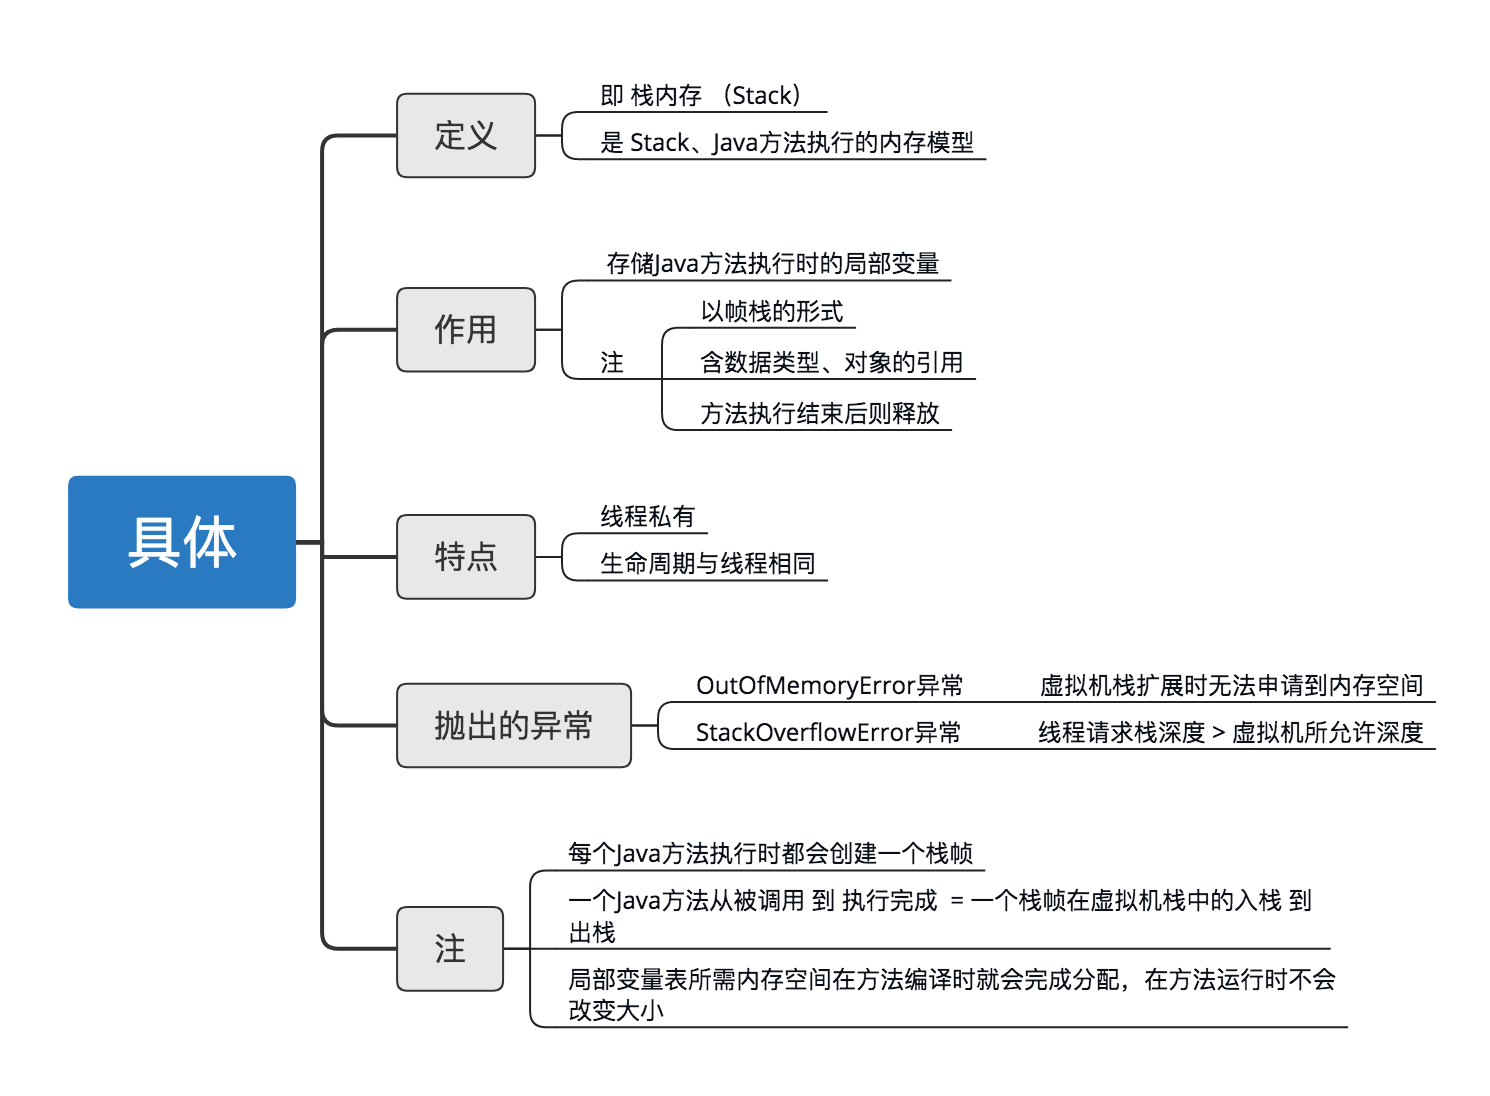 具体
定义
即 栈内存 （Stack）
是 Stack、Java方法执行的内存模型
作用
存储Java方法执行时的局部变量
注
以帧栈的形式
含数据类型、对象的引用
方法执行结束后则释放
特点
线程私有
生命周期与线程相同
抛出的异常
OutOfMemoryError异常
虚拟机栈扩展时无法申请到内存空间
StackOverflowError异常
线程请求栈深度 > 虚拟机所允许深度
注
每个Java方法执行时都会创建一个栈帧
一个Java方法从被调用 到 执行完成 = 一个栈帧在虚拟机栈中的入栈 到
出栈
局部变量表所需内存空间在方法编译时就会完成分配，在方法运行时不会
改变大小